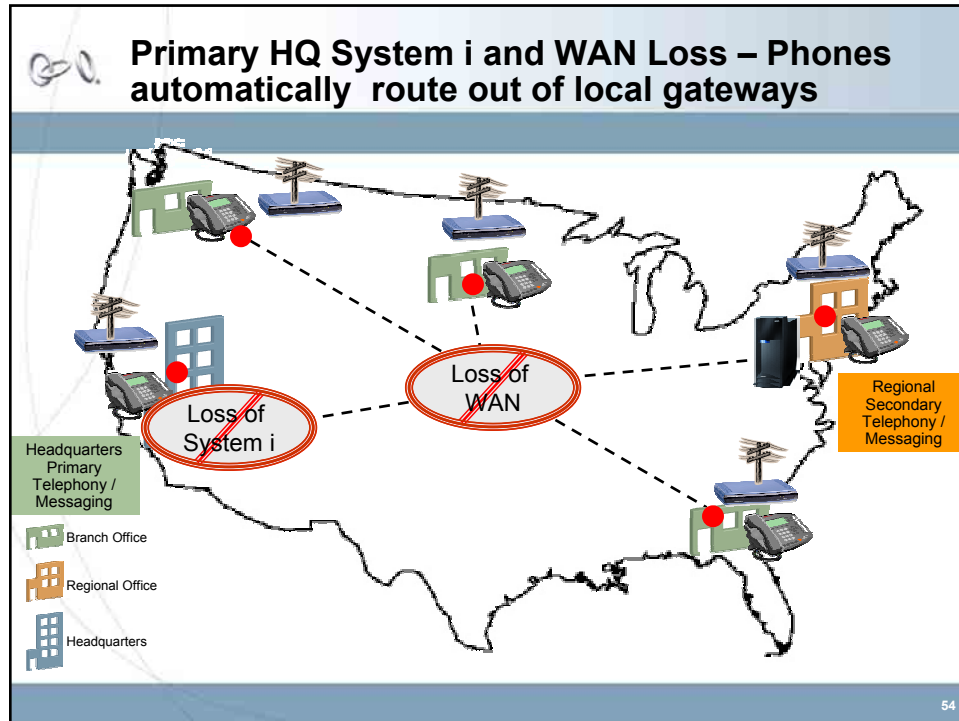 Primary HQ System i and WAN Loss – Phones
automatically route out of local gateways
Loss of
WAN
Loss of
System i
Regional
Secondary
Telephony /
Messaging
Headquarters
Primary
Telephony /
Messaging
Branch Office
Regional Office
Headquarters
54